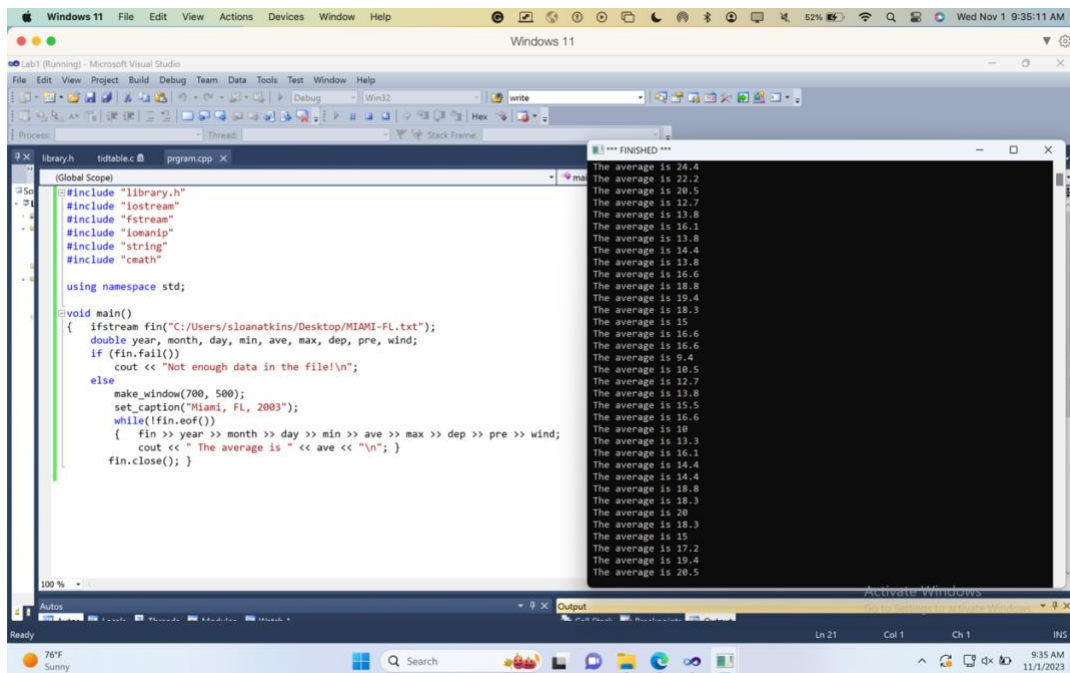 Windows 11 File Edit View Actions Devices Window Help 52% Wed Nov 1 9:35:11 AM
Windows 11
Lab1 (Running) - Microsoft Visual Studio
File Edit View Project Build Debug Team Data Tools Test Window Help
Debug Win32 write
Hex
Process: Thread: Stack Frame:
library.h tidtable.c prgram.cpp X
(Global Scope) mai
#include "library.h"
#include "iostream"
#include "fstream"
#include "iomanip"
#include "string"
#include "cmath"
using namespace std;
void main()
{ ifstream fin("C:/Users/sloanatkins/Desktop/MIAMI-FL.txt");
double year, month, day, min, ave, max, dep, pre, wind;
if (fin.fail())
cout << "Not enough data in the file!\n";
else
make_window(700, 500);
set_caption("Miami, FL, 2003");
while(!fin.eof())
{ fin >> year >> month >> day >> min >> ave >> max >> dep >> pre >> wind;
cout << " The average is " << ave << "\n"; }
fin.close(); }
100 %
*** FINISHED ***
The average is 24.4
The average is 22.2
The average is 20.5
The average is 12.7
The average is 13.8
The average is 16.1
The average is 13.8
The average is 14.4
The average is 13.8
The average is 16.6
The average is 18.8
The average is 19.4
The average is 18.3
The average is 15
The average is 16.6
The average is 16.6
The average is 9.4
The average is 10.5
The average is 12.7
The average is 13.8
The average is 15.5
The average is 16.6
The average is 10
The average is 13.3
The average is 16.1
The average is 14.4
The average is 14.4
The average is 18.8
The average is 18.3
The average is 20
The average is 18.3
The average is 15
The average is 17.2
The average is 19.4
The average is 20.5
Activate Windows
Go to Settings to activate Windows.
Autos Output
Autos Locals Threads Modules Watch 1 Call Stack Breakpoints Output
Ready Ln 21 Col 1 Ch 1 INS
76°F
Sunny
Search
9:35 AM
11/1/2023